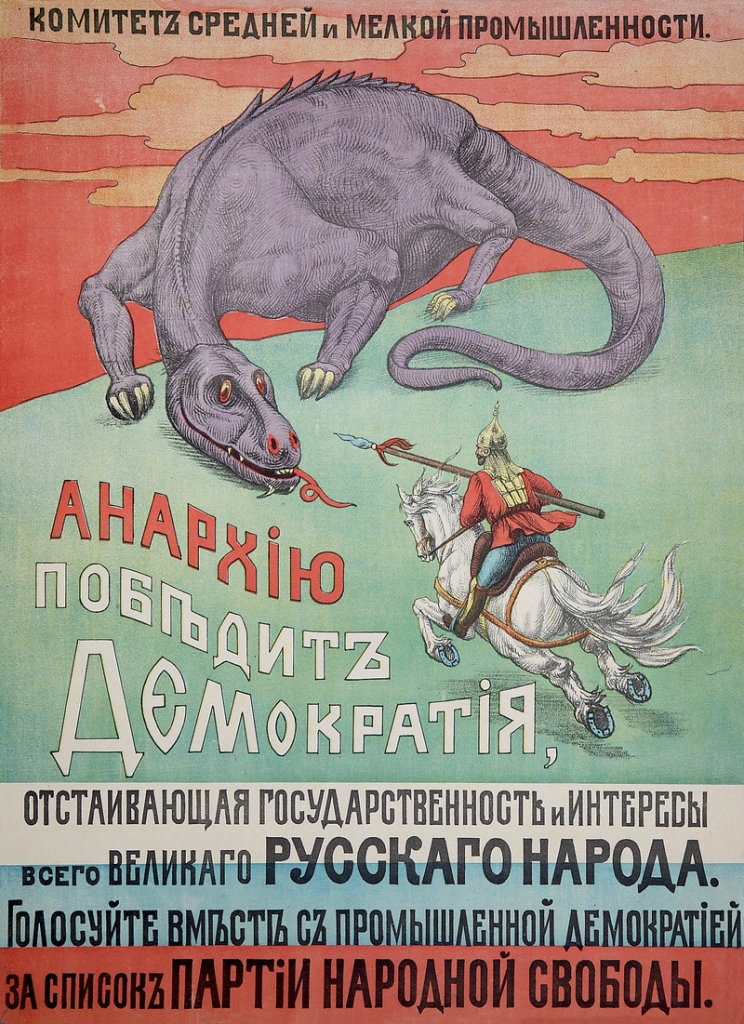 КОМИТЕТЪ СРЕДНЕЙ и МЕЛКОЙ ПРОМЫШЛЕННОСТИ.
АНАРХІЮ
ПОБѢДИТЪ
ДЕМОКРАТІЯ,
ОТСТАИВАЮЩАЯ ГОСУДАРСТВЕННОСТЬ и ИНТЕРЕСЫ
ВСЕГО ВЕЛИКАГО РУССКАГО НАРОДА.
ГОЛОСУЙТЕ ВМѢСТѢ СЪ ПРОМЫШЛЕННОЙ ДЕМОКРАТІЕЙ
ЗА СПИСОКЪ ПАРТІИ НАРОДНОЙ СВОБОДЫ.